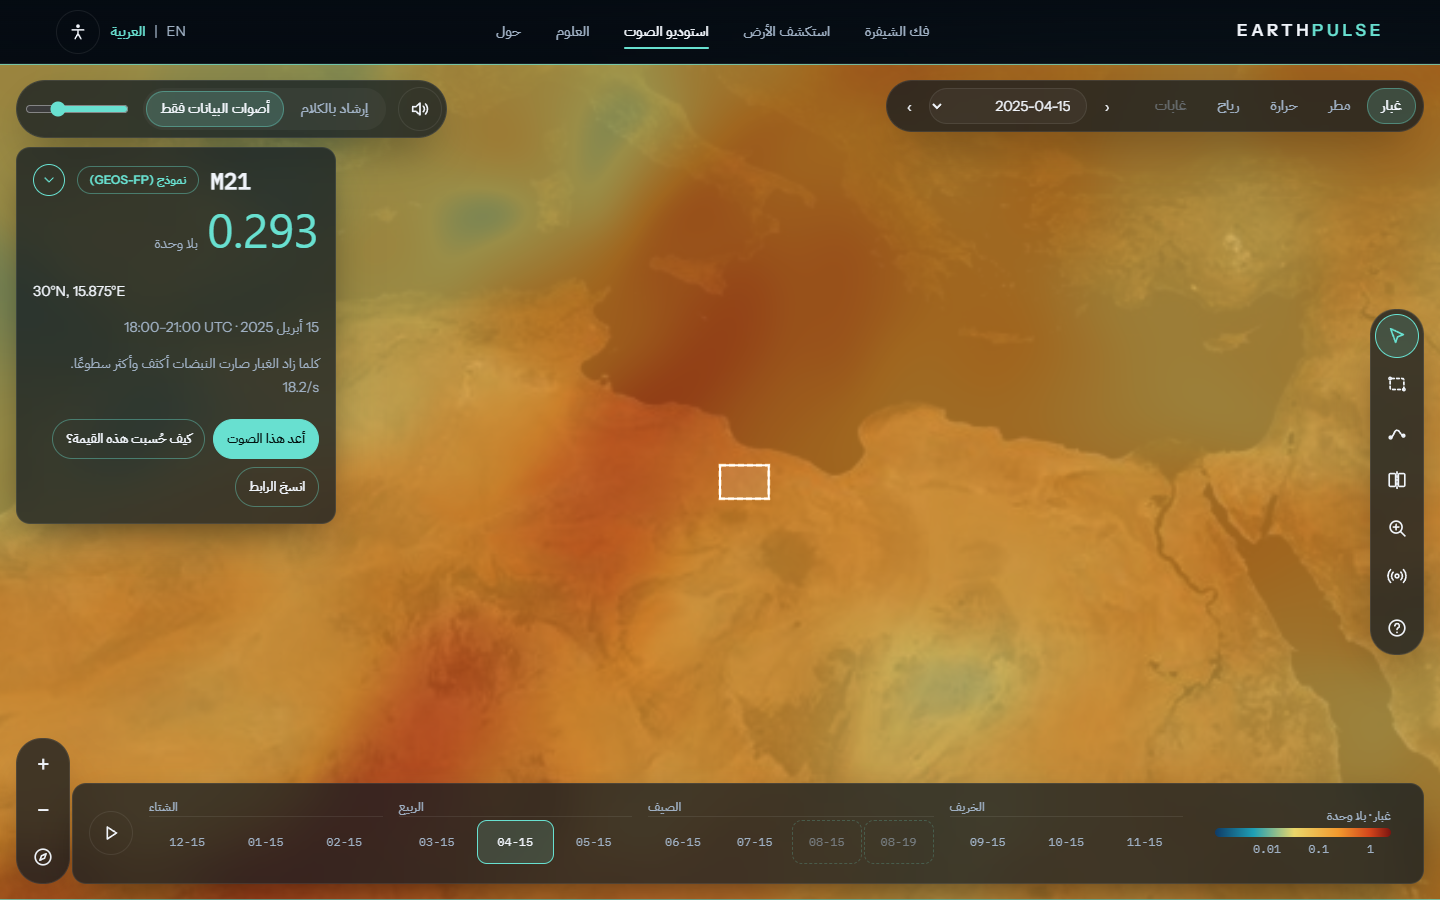 EARTHPULSE
فك الشيفرة
استكشف الأرض
استوديو الصوت
العلوم
حول
العربية | EN
غبار
مطر
حرارة
رياح
غابات
‹ 2025-04-15 ›
إرشاد بالكلام
أصوات البيانات فقط
M21
نموذج (GEOS-FP)
0.293 بلا وحدة
30°N, 15.875°E
15 أبريل 2025 · 18:00–21:00 UTC
كلما زاد الغبار صارت النبضات أكثف وأكثر سطوعًا.
18.2/s
أعد هذا الصوت
كيف حُسبت هذه القيمة؟
انسخ الرابط
+
−
الشتاء
12-15 01-15 02-15
الربيع
03-15 04-15 05-15
الصيف
06-15 07-15 08-15 08-19
الخريف
09-15 10-15 11-15
غبار · بلا وحدة
0.01 0.1 1